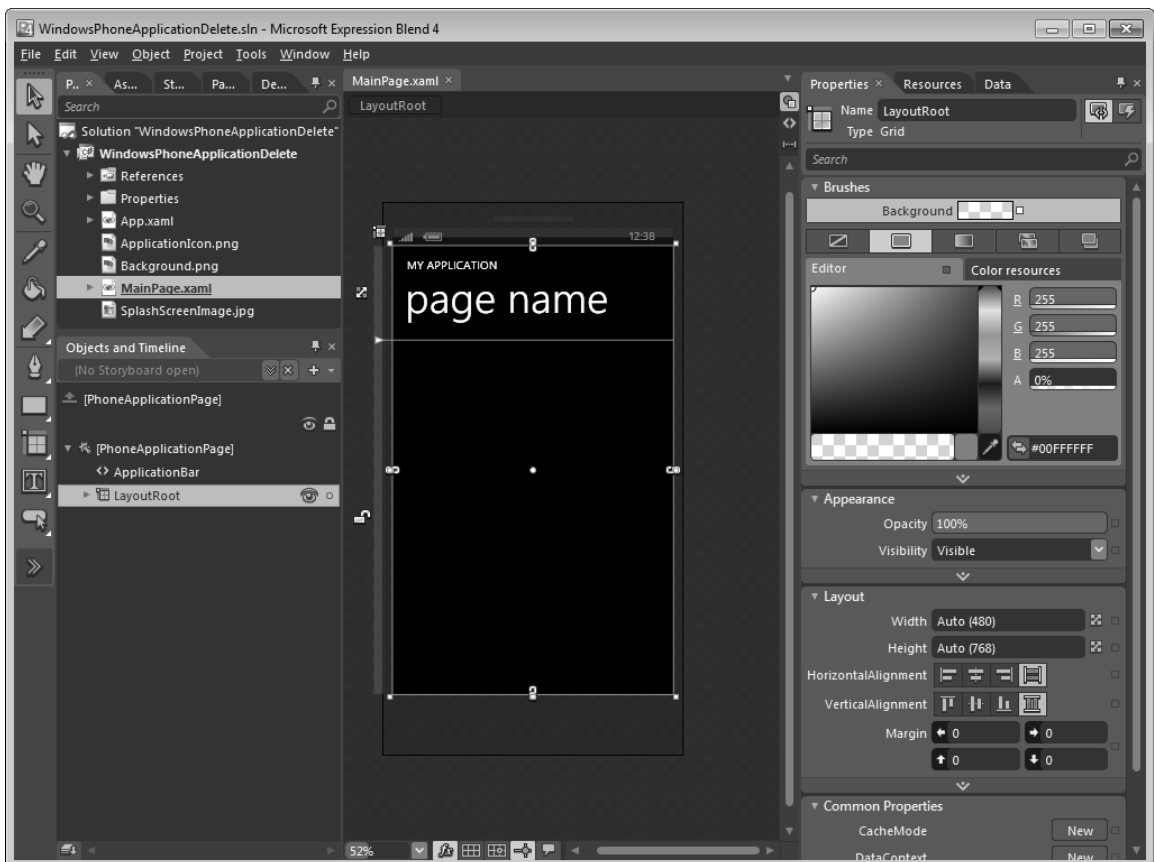 WindowsPhoneApplicationDelete.sln - Microsoft Expression Blend 4
File Edit View Object Project Tools Window Help
P.. × As... St... Pa... De... ×
Search
Solution "WindowsPhoneApplicationDelete"
WindowsPhoneApplicationDelete
References
Properties
App.xaml
ApplicationIcon.png
Background.png
MainPage.xaml
SplashScreenImage.jpg
Objects and Timeline
(No Storyboard open)
[PhoneApplicationPage]
[PhoneApplicationPage]
ApplicationBar
LayoutRoot
MainPage.xaml ×
LayoutRoot
12:38
MY APPLICATION
page name
52%
Properties × Resources Data
Name LayoutRoot
Type Grid
Search
Brushes
Background
Editor Color resources
R 255
G 255
B 255
A 0%
#00FFFFFF
Appearance
Opacity 100%
Visibility Visible
Layout
Width Auto (480)
Height Auto (768)
HorizontalAlignment
VerticalAlignment
Margin 0 0
0 0
Common Properties
CacheMode New
DataContext New